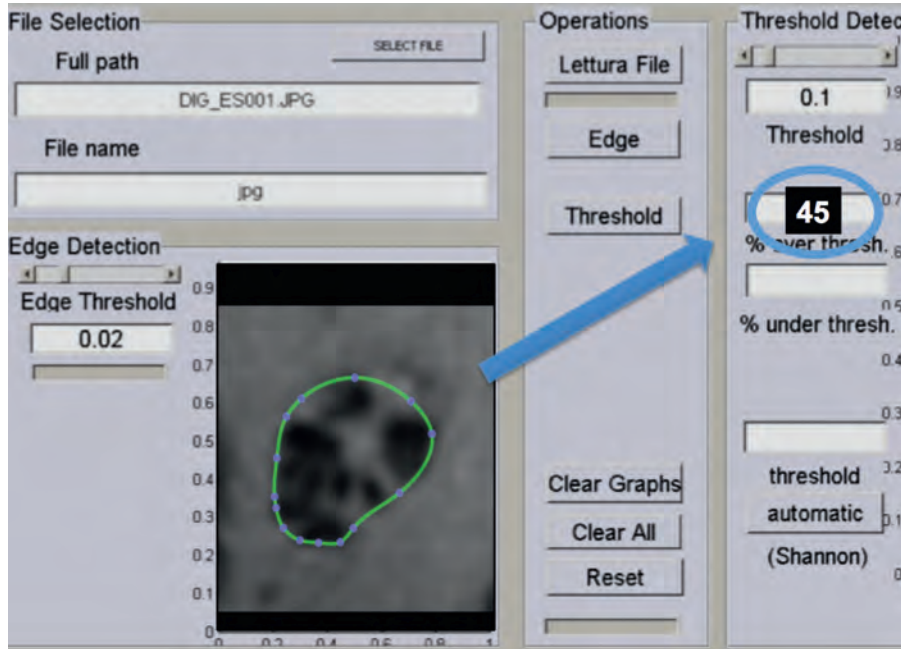 File Selection
Full path
SELECT FILE
DIG_ES001.JPG
File name
jpg
Edge Detection
Edge Threshold
0.02
0.9
0.8
0.7
0.6
0.5
0.4
0.3
0.2
0.1
0
0 0.2 0.4 0.6 0.8 1
Operations
Lettura File
Edge
Threshold
Clear Graphs
Clear All
Reset
Threshold Detec
0.1
Threshold
45
% over thresh.
% under thresh.
threshold
automatic
(Shannon)